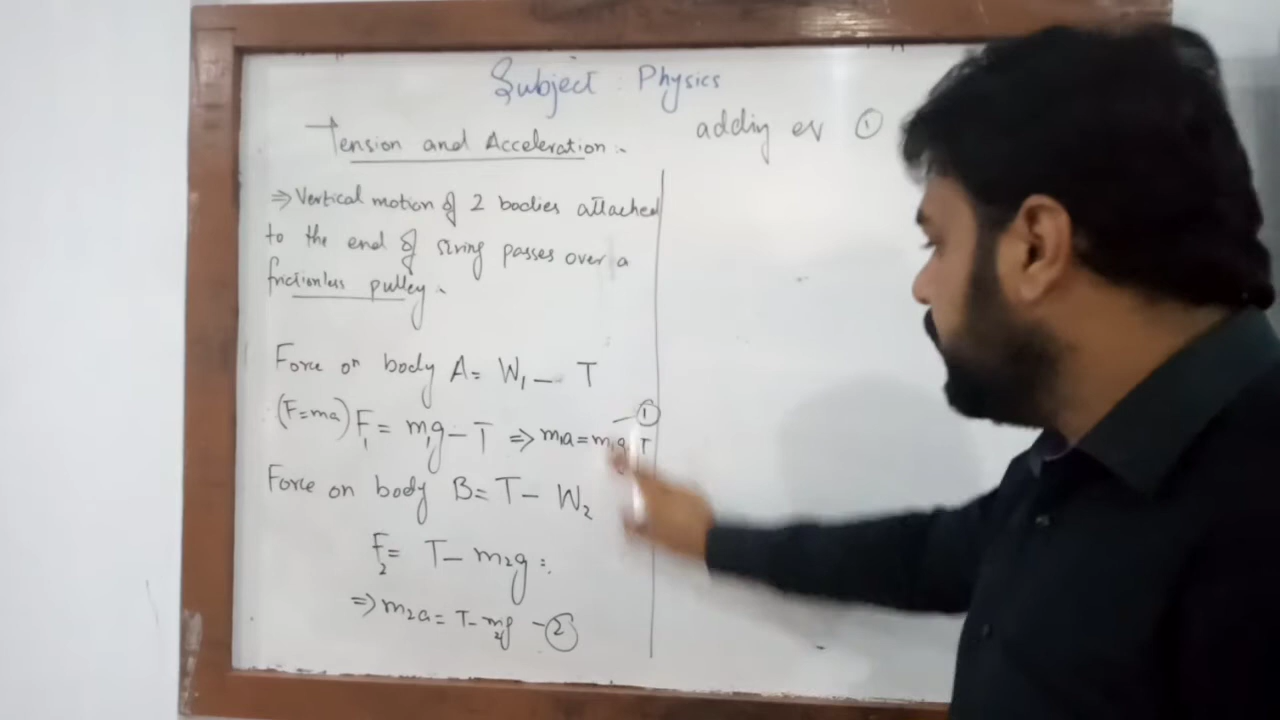 Subject : Physics
Tension and Acceleration :-
⇒ Vertical motion of 2 bodies attached
to the end of string passes over a
frictionless pulley.
Force on body A = W₁ - T
(F=ma) F₁ = m₁g - T ⇒ m₁a = m₁g T
- ①
Force on body B = T - W₂
F₂ = T - m₂g :.
⇒ m₂a = T - m₂g - ②
adding ev ①